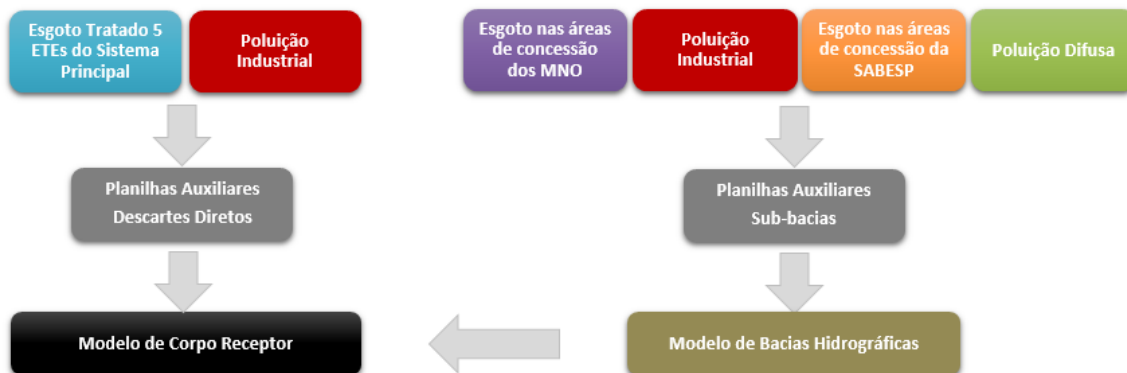 Esgoto Tratado 5
ETEs do Sistema
Principal
Poluição
Industrial
Esgoto nas áreas
de concessão
dos MNO
Poluição
Industrial
Esgoto nas áreas
de concessão da
SABESP
Poluição Difusa
Planilhas Auxiliares
Descartes Diretos
Planilhas Auxiliares
Sub-bacias
Modelo de Corpo Receptor
Modelo de Bacias Hidrográficas